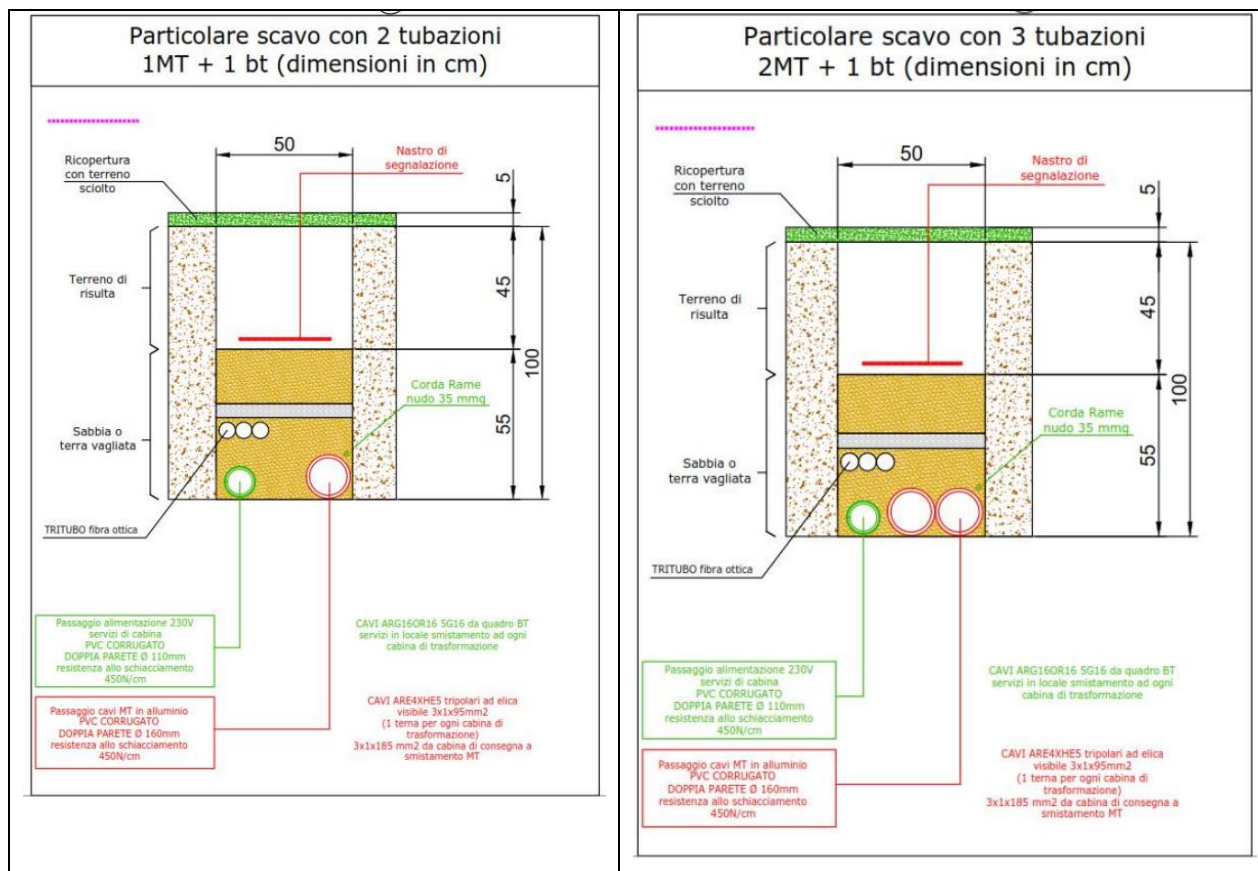 Particolare scavo con 2 tubazioni
1MT + 1 bt (dimensioni in cm)
50
Nastro di
segnalazione
Ricopertura
con terreno
sciolto
5
Terreno di
risulta
45
100
Corda Rame
nudo 35 mmq
55
Sabbia o
terra vagliata
TRITUBO fibra ottica
Passaggio alimentazione 230V
servizi di cabina
PVC CORRUGATO
DOPPIA PARETE Ø 110mm
resistenza allo schiacciamento
450N/cm
CAVI ARG16OR16 5G16 da quadro BT
servizi in locale smistamento ad ogni
cabina di trasformazione
Passaggio cavi MT in alluminio
PVC CORRUGATO
DOPPIA PARETE Ø 160mm
resistenza allo schiacciamento
450N/cm
CAVI ARE4XHE5 tripolari ad elica
visibile 3x1x95mm2
(1 terna per ogni cabina di
trasformazione)
3x1x185 mm2 da cabina di consegna a
smistamento MT
Particolare scavo con 3 tubazioni
2MT + 1 bt (dimensioni in cm)
50
Nastro di
segnalazione
Ricopertura
con terreno
sciolto
5
Terreno di
risulta
45
100
Corda Rame
nudo 35 mmq
55
Sabbia o
terra vagliata
TRITUBO fibra ottica
Passaggio alimentazione 230V
servizi di cabina
PVC CORRUGATO
DOPPIA PARETE Ø 110mm
resistenza allo schiacciamento
450N/cm
CAVI ARG16OR16 5G16 da quadro BT
servizi in locale smistamento ad ogni
cabina di trasformazione
Passaggio cavi MT in alluminio
PVC CORRUGATO
DOPPIA PARETE Ø 160mm
resistenza allo schiacciamento
450N/cm
CAVI ARE4XHE5 tripolari ad elica
visibile 3x1x95mm2
(1 terna per ogni cabina di
trasformazione)
3x1x185 mm2 da cabina di consegna a
smistamento MT